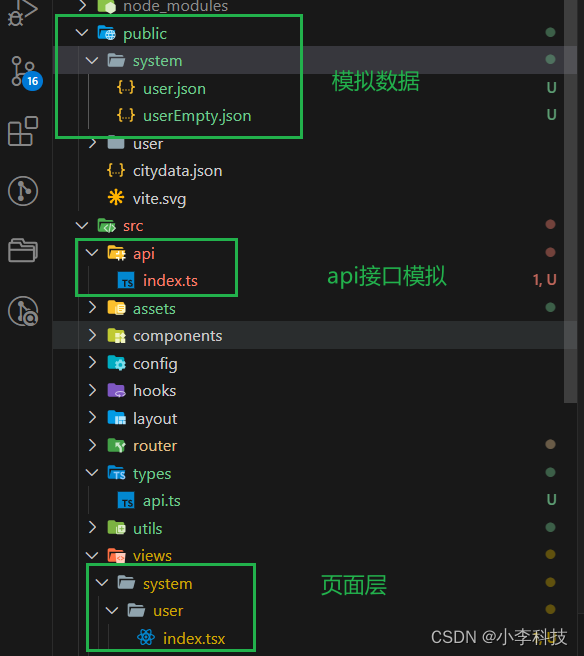 node_modules
public
system
user.json
U
模拟数据
userEmpty.json
U
user
citydata.json
vite.svg
src
api
index.ts
1, U
api接口模拟
assets
components
config
hooks
layout
router
types
TS
api.ts
U
utils
views
system
页面层
user
index.tsx
CSDN @小李科技
16